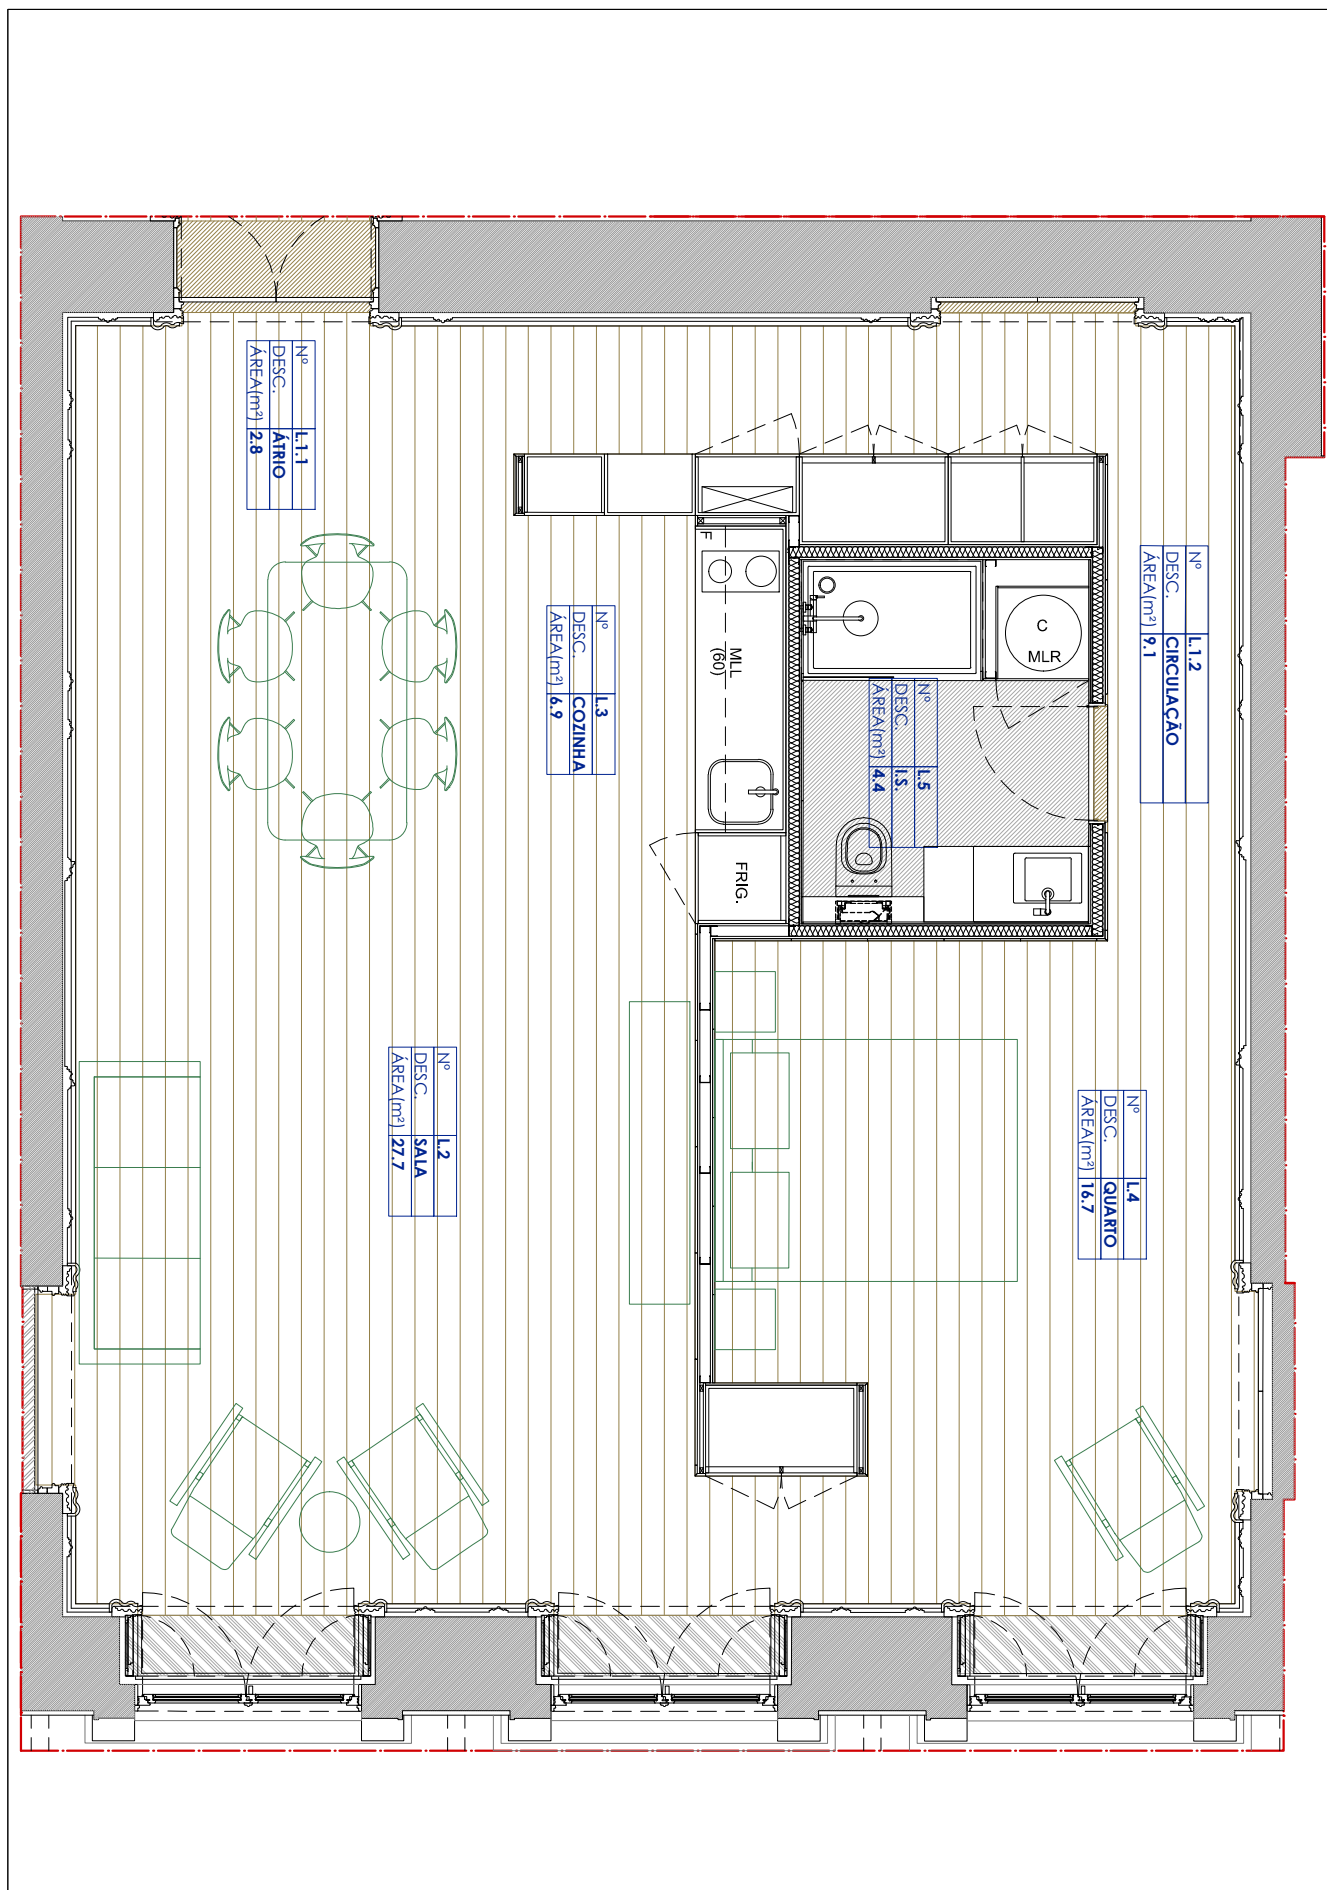 Nº L.1.1
DESC. ÁTRIO
ÁREA(m²) 2.8
Nº L.1.2
DESC. CIRCULAÇÃO
ÁREA(m²) 9.1
Nº L.3
DESC. COZINHA
ÁREA(m²) 6.9
Nº L.5
DESC. I.S.
ÁREA(m²) 4.4
Nº L.2
DESC. SALA
ÁREA(m²) 27.7
Nº L.4
DESC. QUARTO
ÁREA(m²) 16.7
F
MLL
(60)
FRIG.
C
MLR